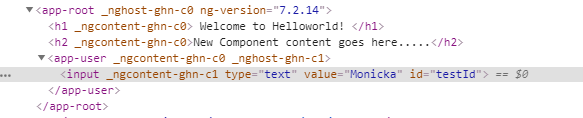 ▼<app-root _nghost-ghn-c0 ng-version="7.2.14">
<h1 _ngcontent-ghn-c0> Welcome to Helloworld! </h1>
<h2 _ngcontent-ghn-c0>New Component content goes here.....</h2>
▼<app-user _ngcontent-ghn-c0 _nghost-ghn-c1>
... <input _ngcontent-ghn-c1 type="text" value="Monicka" id="testId"> == $0
</app-user>
</app-root>